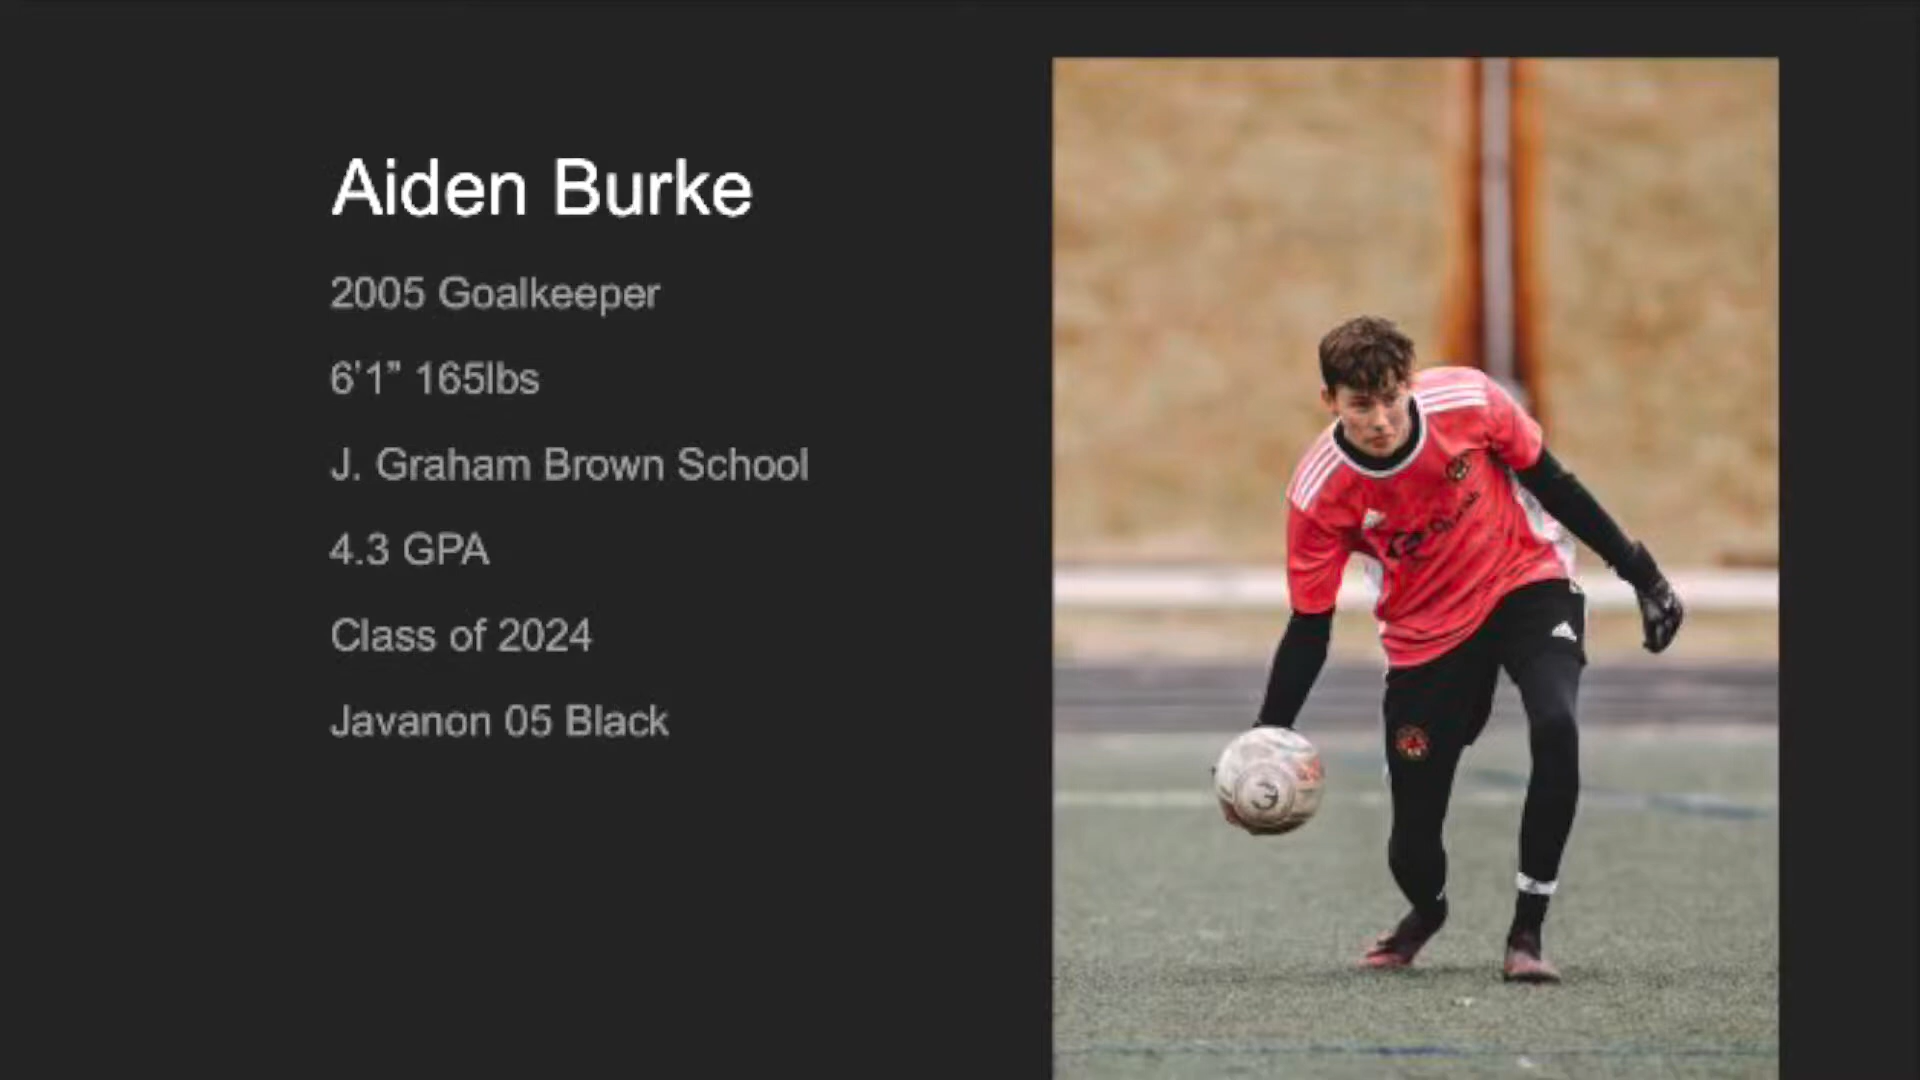 Aiden Burke
2005 Goalkeeper
6'1" 165lbs
J. Graham Brown School
4.3 GPA
Class of 2024
Javanon 05 Black